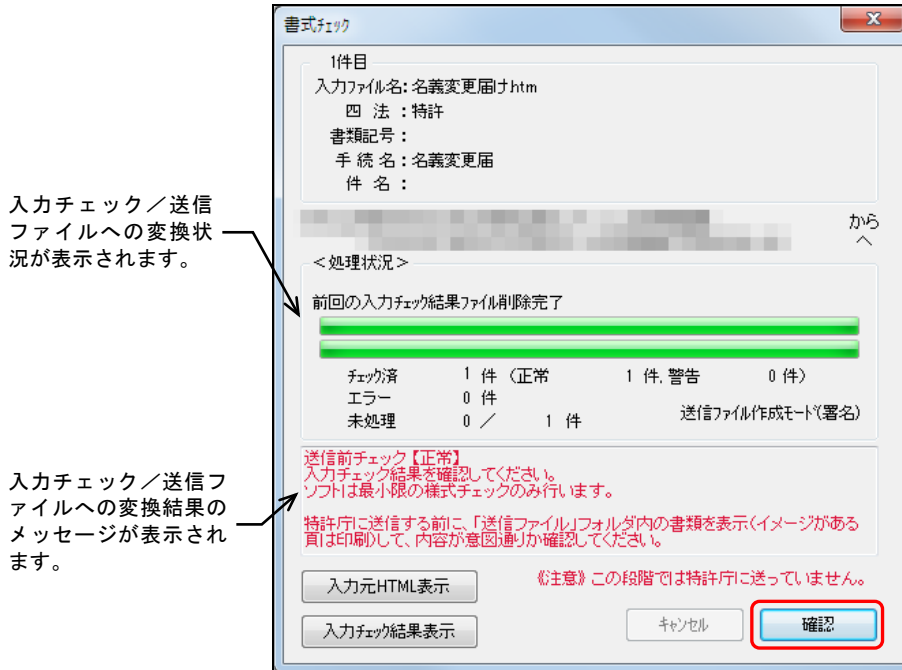 書式ﾁｪｯｸ
X
1件目
入力ﾌｧｲﾙ名：名義変更届けhtm
四 法 ：特許
書類記号：
手 続 名：名義変更届
件 名 ：
から
へ
入力チェック／送信
ファイルへの変換状
況が表示されます。
＜処理状況＞
前回の入力ﾁｪｯｸ結果ﾌｧｲﾙ削除完了
ﾁｪｯｸ済 1 件 （正常 1 件, 警告 0 件）
エラー 0 件
未処理 0 ／ 1 件 送信ﾌｧｲﾙ作成ﾓｰﾄﾞ(署名)
入力チェック／送信フ
ァイルへの変換結果の
メッセージが表示され
ます。
送信前チェック【正常】
入力チェック結果を確認してください。
ソフトは最小限の様式チェックのみ行います。
特許庁に送信する前に、「送信ファイル」フォルダ内の書類を表示(イメージがある
頁は印刷)して、内容が意図通りか確認してください。
入力元HTML表示
《注意》この段階では特許庁に送っていません。
入力ﾁｪｯｸ結果表示
ｷｬﾝｾﾙ
確認